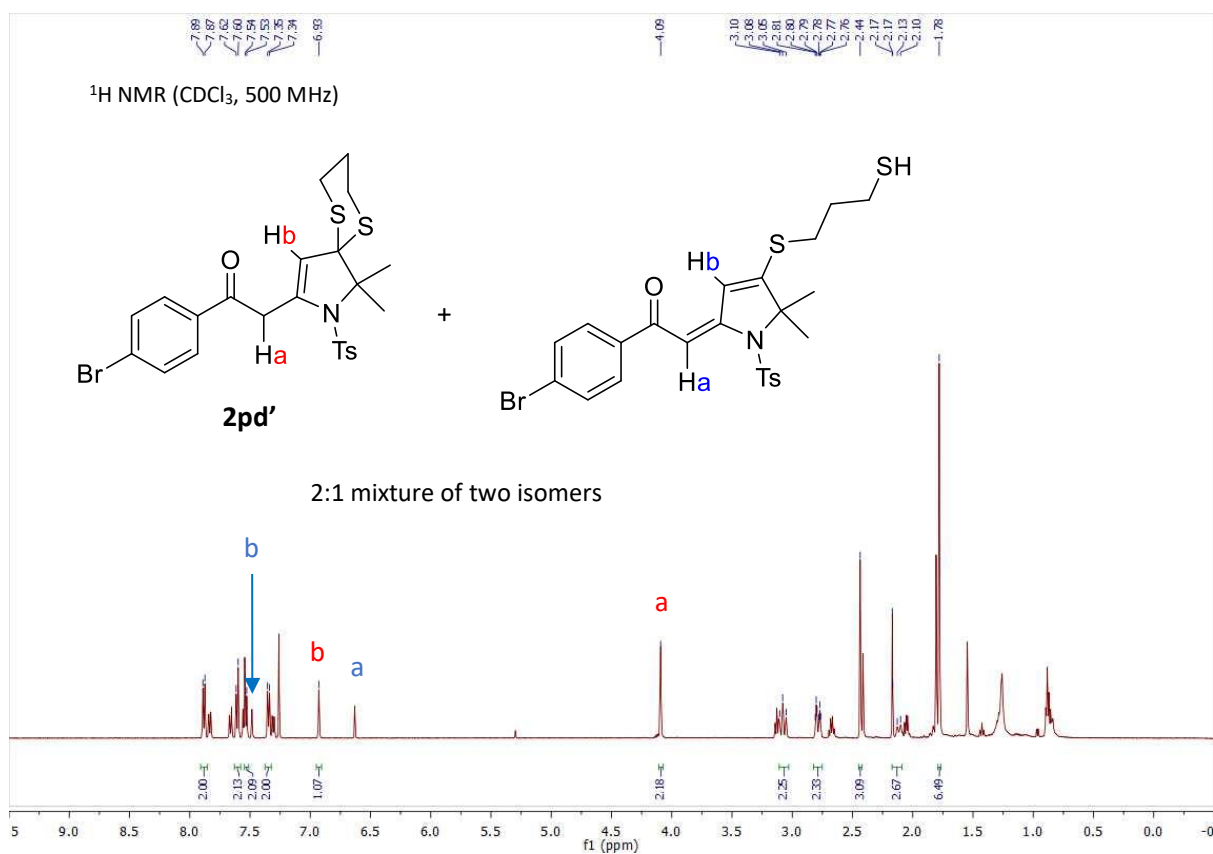 7.89 7.87 7.62 7.60 7.54 7.53 7.35 7.34 6.93 4.09 3.10 3.08 3.05 2.81 2.80 2.79 2.78 2.77 2.76 2.44 2.17 2.17 2.13 2.10 1.78
¹H NMR (CDCl₃, 500 MHz)
SH
S S
S
Hb
Hb
O
O
N
N
Ha
Ts
+
Ha
Ts
Br
Br
2pd’
2:1 mixture of two isomers
b
a
b
a
2.00 2.13 2.09 2.00 1.07 2.18 2.25 2.33 3.09 2.67 6.49
5 9.0 8.5 8.0 7.5 7.0 6.5 6.0 5.5 5.0 4.5 4.0 3.5 3.0 2.5 2.0 1.5 1.0 0.5 0.0 -0
f1 (ppm)